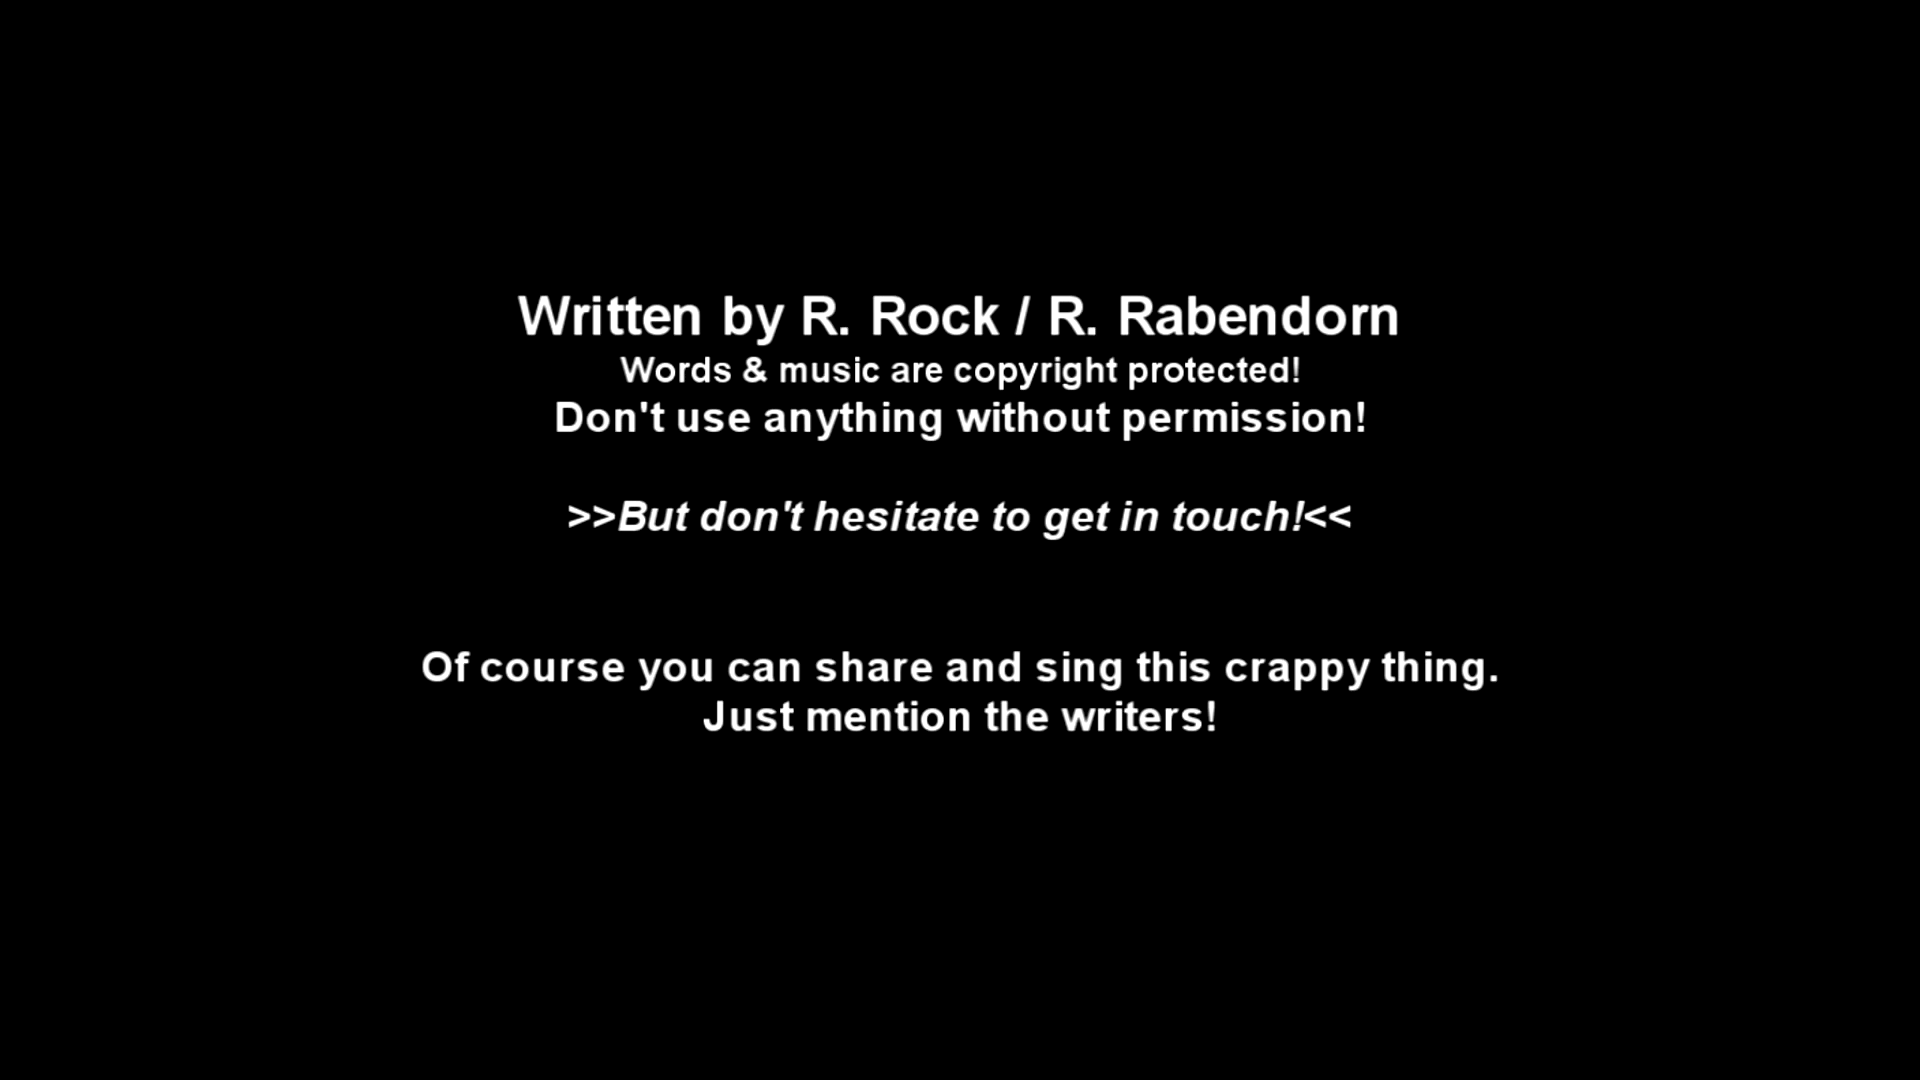 Written by R. Rock / R. Rabendorn
Words & music are copyright protected!
Don't use anything without permission!
>>But don't hesitate to get in touch!<<
Of course you can share and sing this crappy thing.
Just mention the writers!